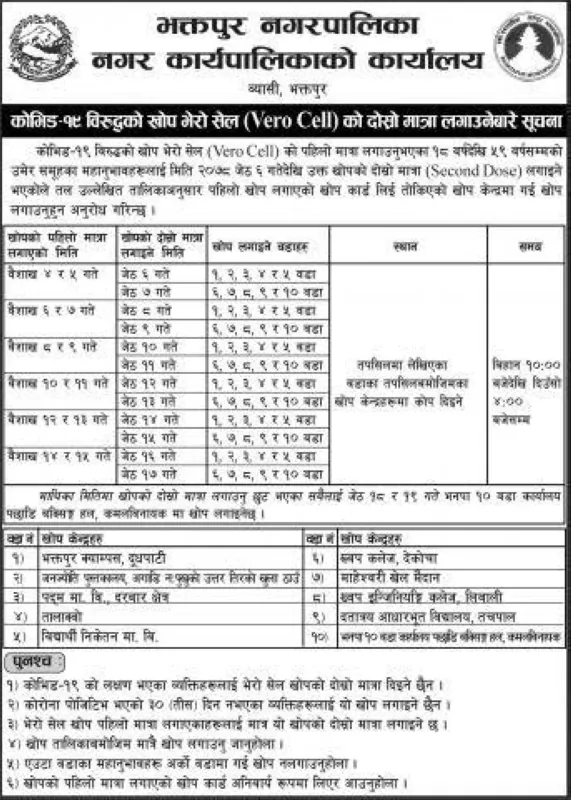 भक्तपुर नगरपालिका
नगर कार्यपालिकाको कार्यालय
व्यासी, भक्तपुर
कोभिड-१९ विरुद्धको खोप भेरो सेल (Vero Cell) को दोस्रो मात्रा लगाउनेबारे सूचना
कोभिड-१९ विरुद्धको खोप भेरो सेल (Vero Cell) को पहिलो मात्रा लगाउनुभएका १८ वर्षदेखि ५९ वर्षसम्मको
उमेर समूहका महानुभावहरूलाई मिति २०७८ जेठ ६ गतेदेखि उक्त खोपको दोस्रो मात्रा (Second Dose) लगाइने
भएकोले तल उल्लेखित तालिकाअनुसार पहिलो खोप लगाएको खोप कार्ड लिई तोकिएको खोप केन्द्रमा गई खोप
लगाउनुहुन अनुरोध गरिन्छ ।
खोपको पहिलो मात्रा लगाएको मिति | खोपको दोस्रो मात्रा लगाइने मिति | खोप लगाइने वडाहरु | स्थान | समय
वैशाख ४ र ५ गते | जेठ ६ गते | १, २, ३, ४ र ५ वडा
जेठ ७ गते | ६, ७, ८, ९ र १० वडा
वैशाख ६ र ७ गते | जेठ ८ गते | १, २, ३, ४ र ५ वडा
जेठ ९ गते | ६, ७, ८, ९ र १० वडा
वैशाख ८ र ९ गते | जेठ १० गते | १, २, ३, ४ र ५ वडा
जेठ ११ गते | ६, ७, ८, ९ र १० वडा
वैशाख १० र ११ गते | जेठ १२ गते | १, २, ३, ४ र ५ वडा
जेठ १३ गते | ६, ७, ८, ९ र १० वडा
वैशाख १२ र १३ गते | जेठ १४ गते | १, २, ३, ४ र ५ वडा
जेठ १५ गते | ६, ७, ८, ९ र १० वडा
वैशाख १४ र १५ गते | जेठ १६ गते | १, २, ३, ४ र ५ वडा
जेठ १७ गते | ६, ७, ८, ९ र १० वडा
तपसिलमा लेखिएका
वडाका तपसिलबमोजिमका
खोप केन्द्रहरूमा कोप दिइने
बिहान १०:००
बजेदेखि दिउँसो
४:००
बजेसम्म
माथिका मितिमा खोपको दोस्रो मात्रा लगाउनु छुट भएका सबैलाई जेठ १८ र १९ गते भनपा १० वडा कार्यालय
पछाडि बक्सिङ्ग हल, कमलविनायक मा खोप लगाइनेछ ।
वडा नं | खोप केन्द्रहरु | वडा नं | खोप केन्द्रहरु
१) | भक्तपुर क्याम्पस, दूधपाटी | ६) | ख्वप कलेज, देकोचा
२) | जनज्योति पुस्तकालय, अगाडि न:पुखुको उत्तर तिरको खुला ठाउँ | ७) | माहेश्वरी खेल मैदान
३) | पद्म मा. वि., दरबार क्षेत्र | ८) | ख्वप इन्जिनियरिङ्ग कलेज, लिवाली
४) | तालाक्वो | ९) | दत्तात्रय आधारभूत विद्यालय, तचपाल
५) | विद्यार्थी निकेतन मा. वि. | १०) | भनपा १० वडा कार्यालय पछाडि बक्सिङ्ग हल, कमलविनायक
पुनश्च :
१) कोभिड-१९ को लक्षण भएका व्यक्तिहरूलाई भेरो सेल खोपको दोस्रो मात्रा दिइने छैन ।
२) कोरोना पोजिटिभ भएको ३० (तीस) दिन नभएका व्यक्तिहरूलाई यो खोप लगाइने छैन ।
३) भेरो सेल खोप पहिलो मात्रा लगाएकाहरूलाई मात्र यो खोपको दोस्रो मात्रा लगाइने छ ।
४) खोप तालिकाबमोजिम मात्रै खोप लगाउनु जानुहोला ।
५) एउटा वडाका महानुभावहरू अर्को वडामा गई खोप नलगाउनुहोला ।
६) खोपको पहिलो मात्रा लगाएको खोप कार्ड अनिवार्य रूपमा लिएर आउनुहोला ।